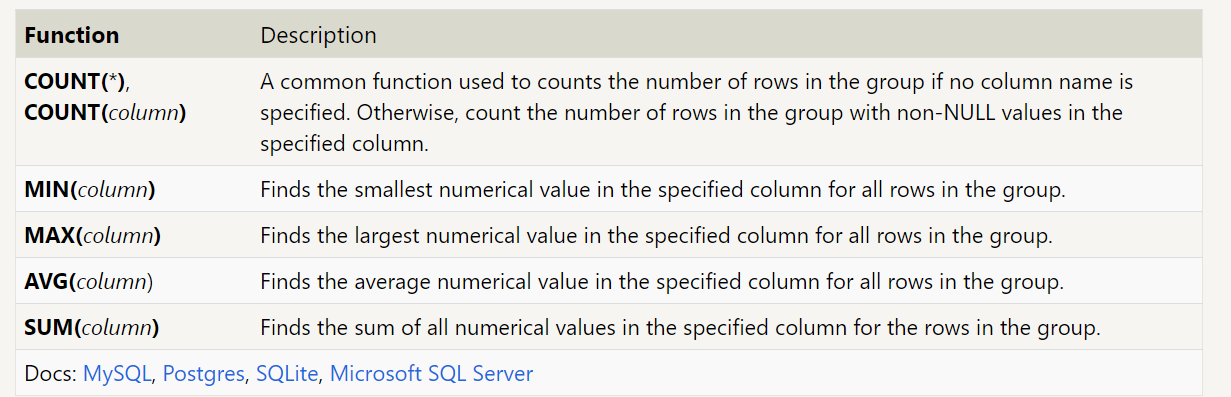 Function Description
COUNT(*), A common function used to counts the number of rows in the group if no column name is
COUNT(column) specified. Otherwise, count the number of rows in the group with non-NULL values in the
specified column.
MIN(column) Finds the smallest numerical value in the specified column for all rows in the group.
MAX(column) Finds the largest numerical value in the specified column for all rows in the group.
AVG(column) Finds the average numerical value in the specified column for all rows in the group.
SUM(column) Finds the sum of all numerical values in the specified column for the rows in the group.
Docs: MySQL, Postgres, SQLite, Microsoft SQL Server